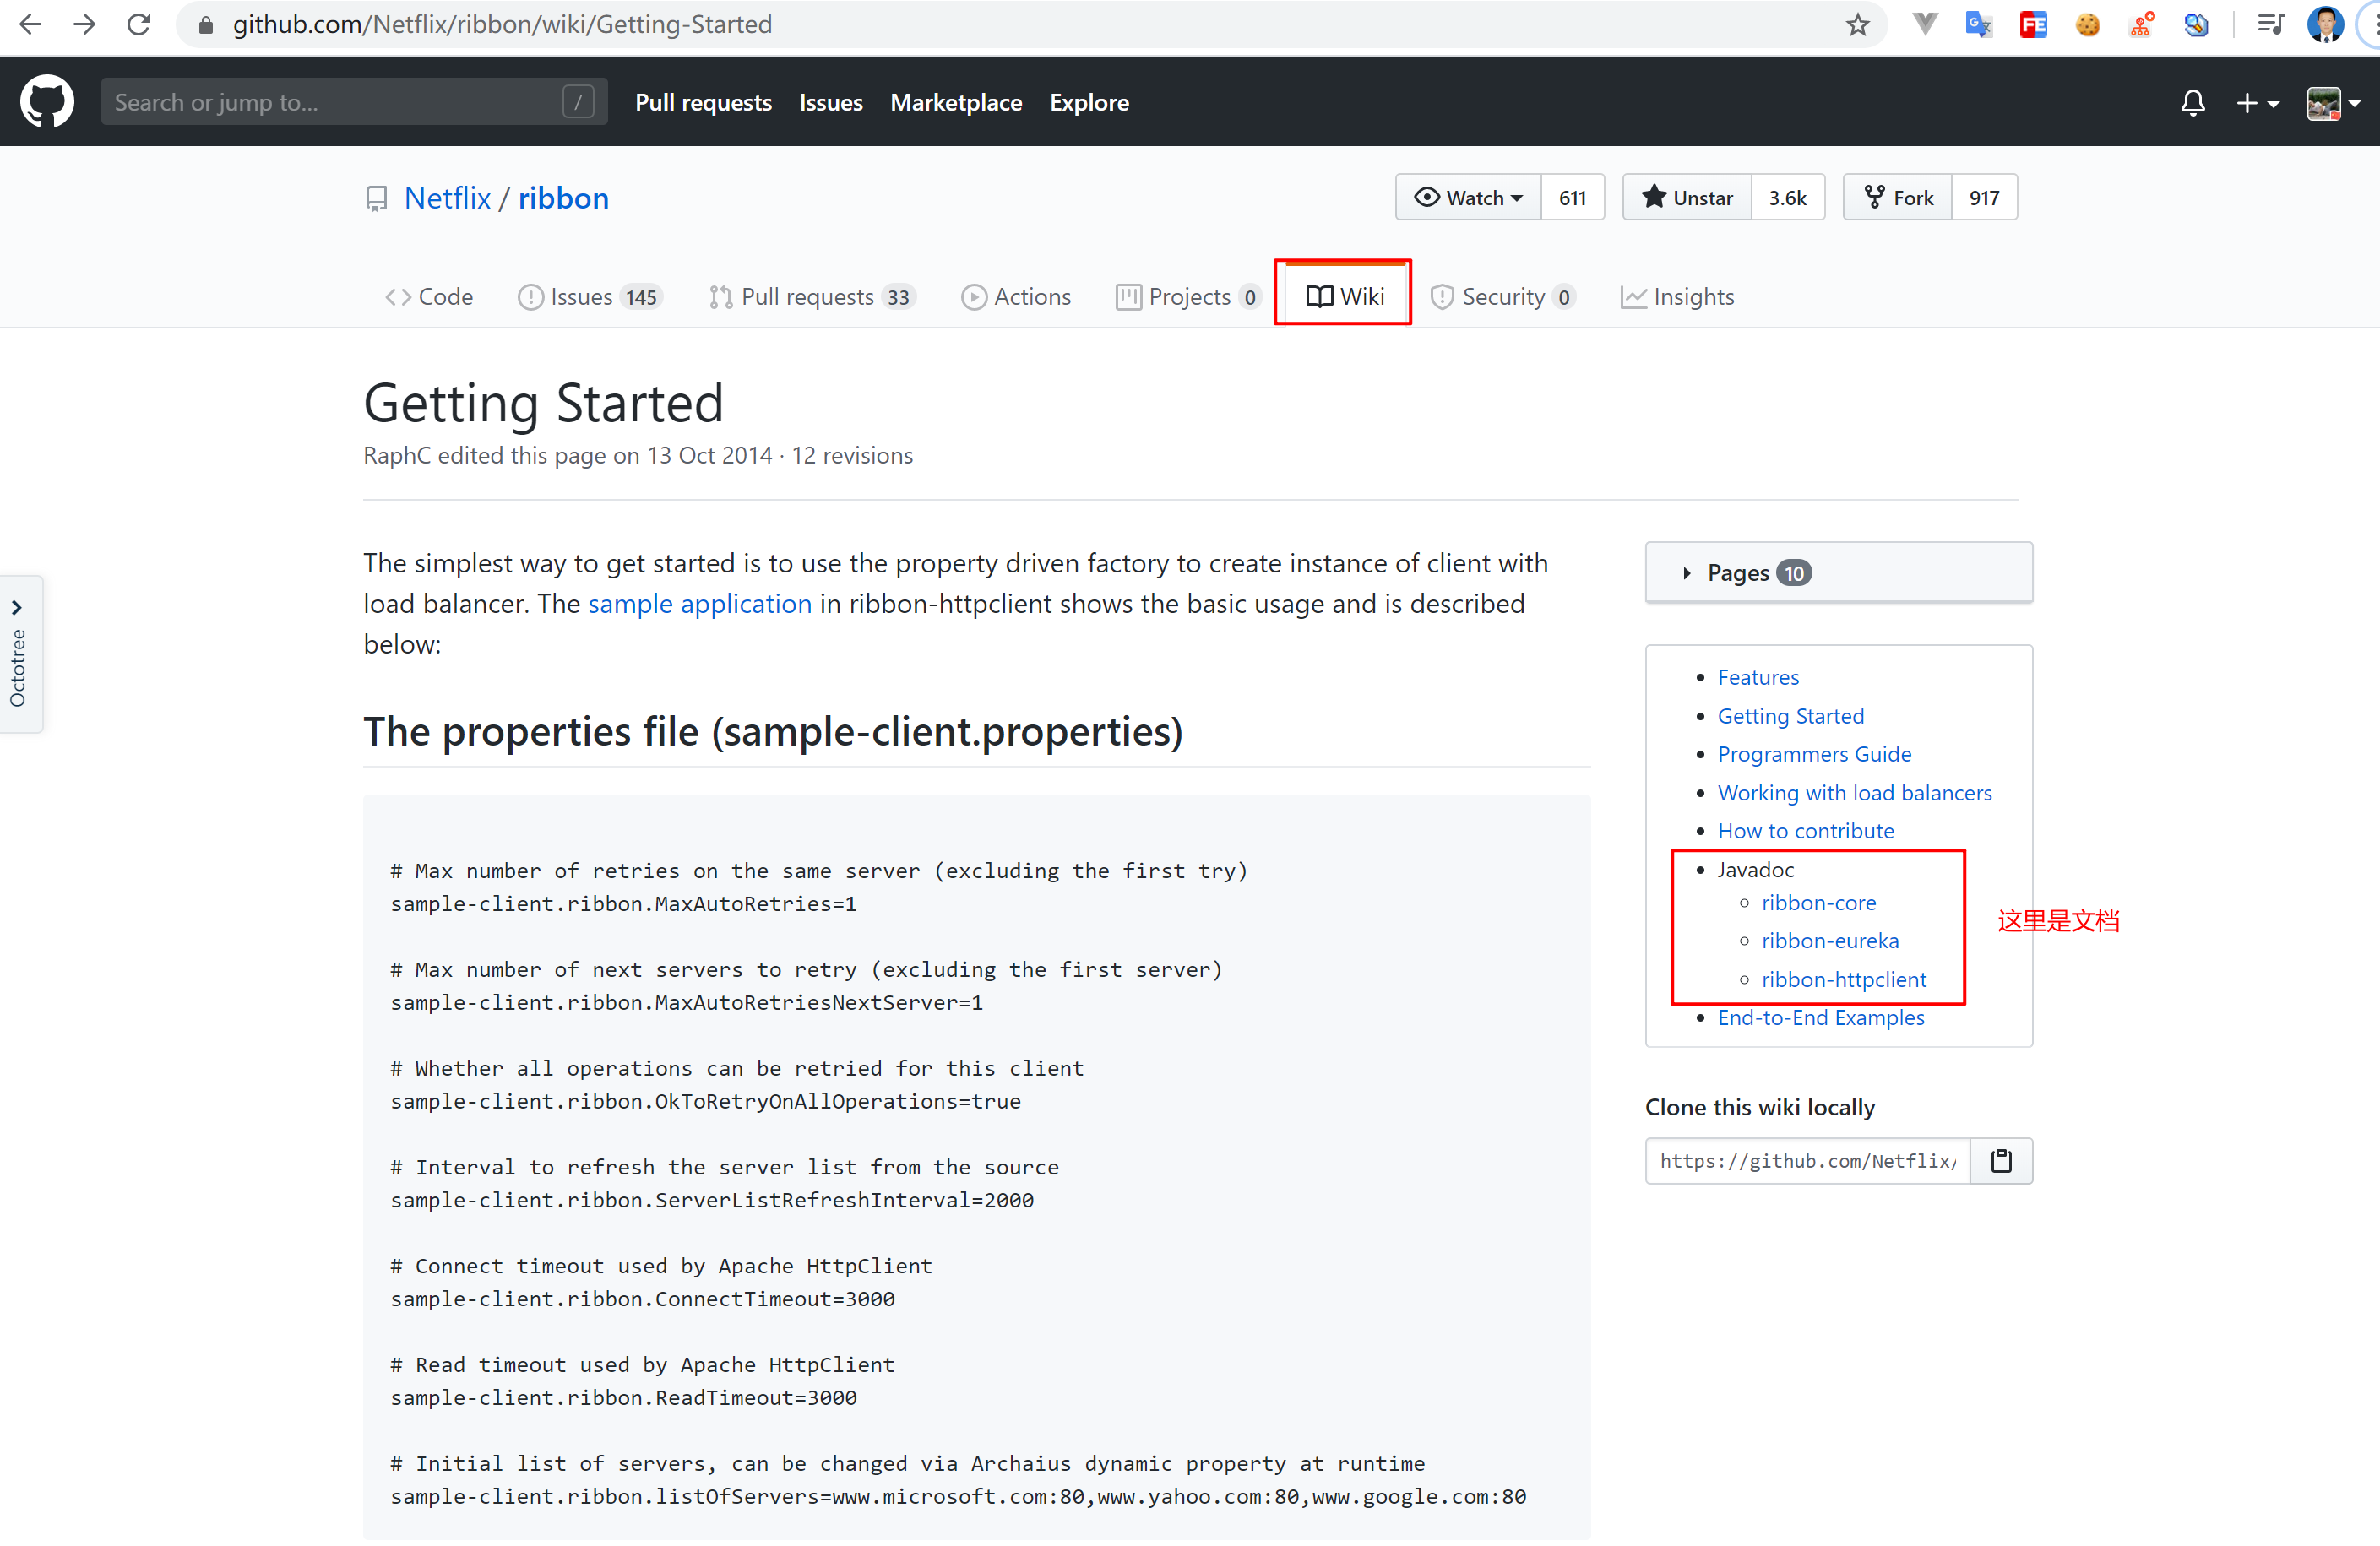 github.com/Netflix/ribbon/wiki/Getting-Started
Search or jump to...
/
Pull requests Issues Marketplace Explore
Netflix / ribbon
Watch 611
Unstar 3.6k
Fork 917
Code
Issues 145
Pull requests 33
Actions
Projects 0
Wiki
Security 0
Insights
Getting Started
RaphC edited this page on 13 Oct 2014 · 12 revisions
The simplest way to get started is to use the property driven factory to create instance of client with
load balancer. The sample application in ribbon-httpclient shows the basic usage and is described
below:
The properties file (sample-client.properties)
# Max number of retries on the same server (excluding the first try)
sample-client.ribbon.MaxAutoRetries=1
# Max number of next servers to retry (excluding the first server)
sample-client.ribbon.MaxAutoRetriesNextServer=1
# Whether all operations can be retried for this client
sample-client.ribbon.OkToRetryOnAllOperations=true
# Interval to refresh the server list from the source
sample-client.ribbon.ServerListRefreshInterval=2000
# Connect timeout used by Apache HttpClient
sample-client.ribbon.ConnectTimeout=3000
# Read timeout used by Apache HttpClient
sample-client.ribbon.ReadTimeout=3000
# Initial list of servers, can be changed via Archaius dynamic property at runtime
sample-client.ribbon.listOfServers=www.microsoft.com:80,www.yahoo.com:80,www.google.com:80
Octotree
Pages 10
Features
Getting Started
Programmers Guide
Working with load balancers
How to contribute
Javadoc
ribbon-core
ribbon-eureka
ribbon-httpclient
End-to-End Examples
这里是文档
Clone this wiki locally
https://github.com/Netflix/